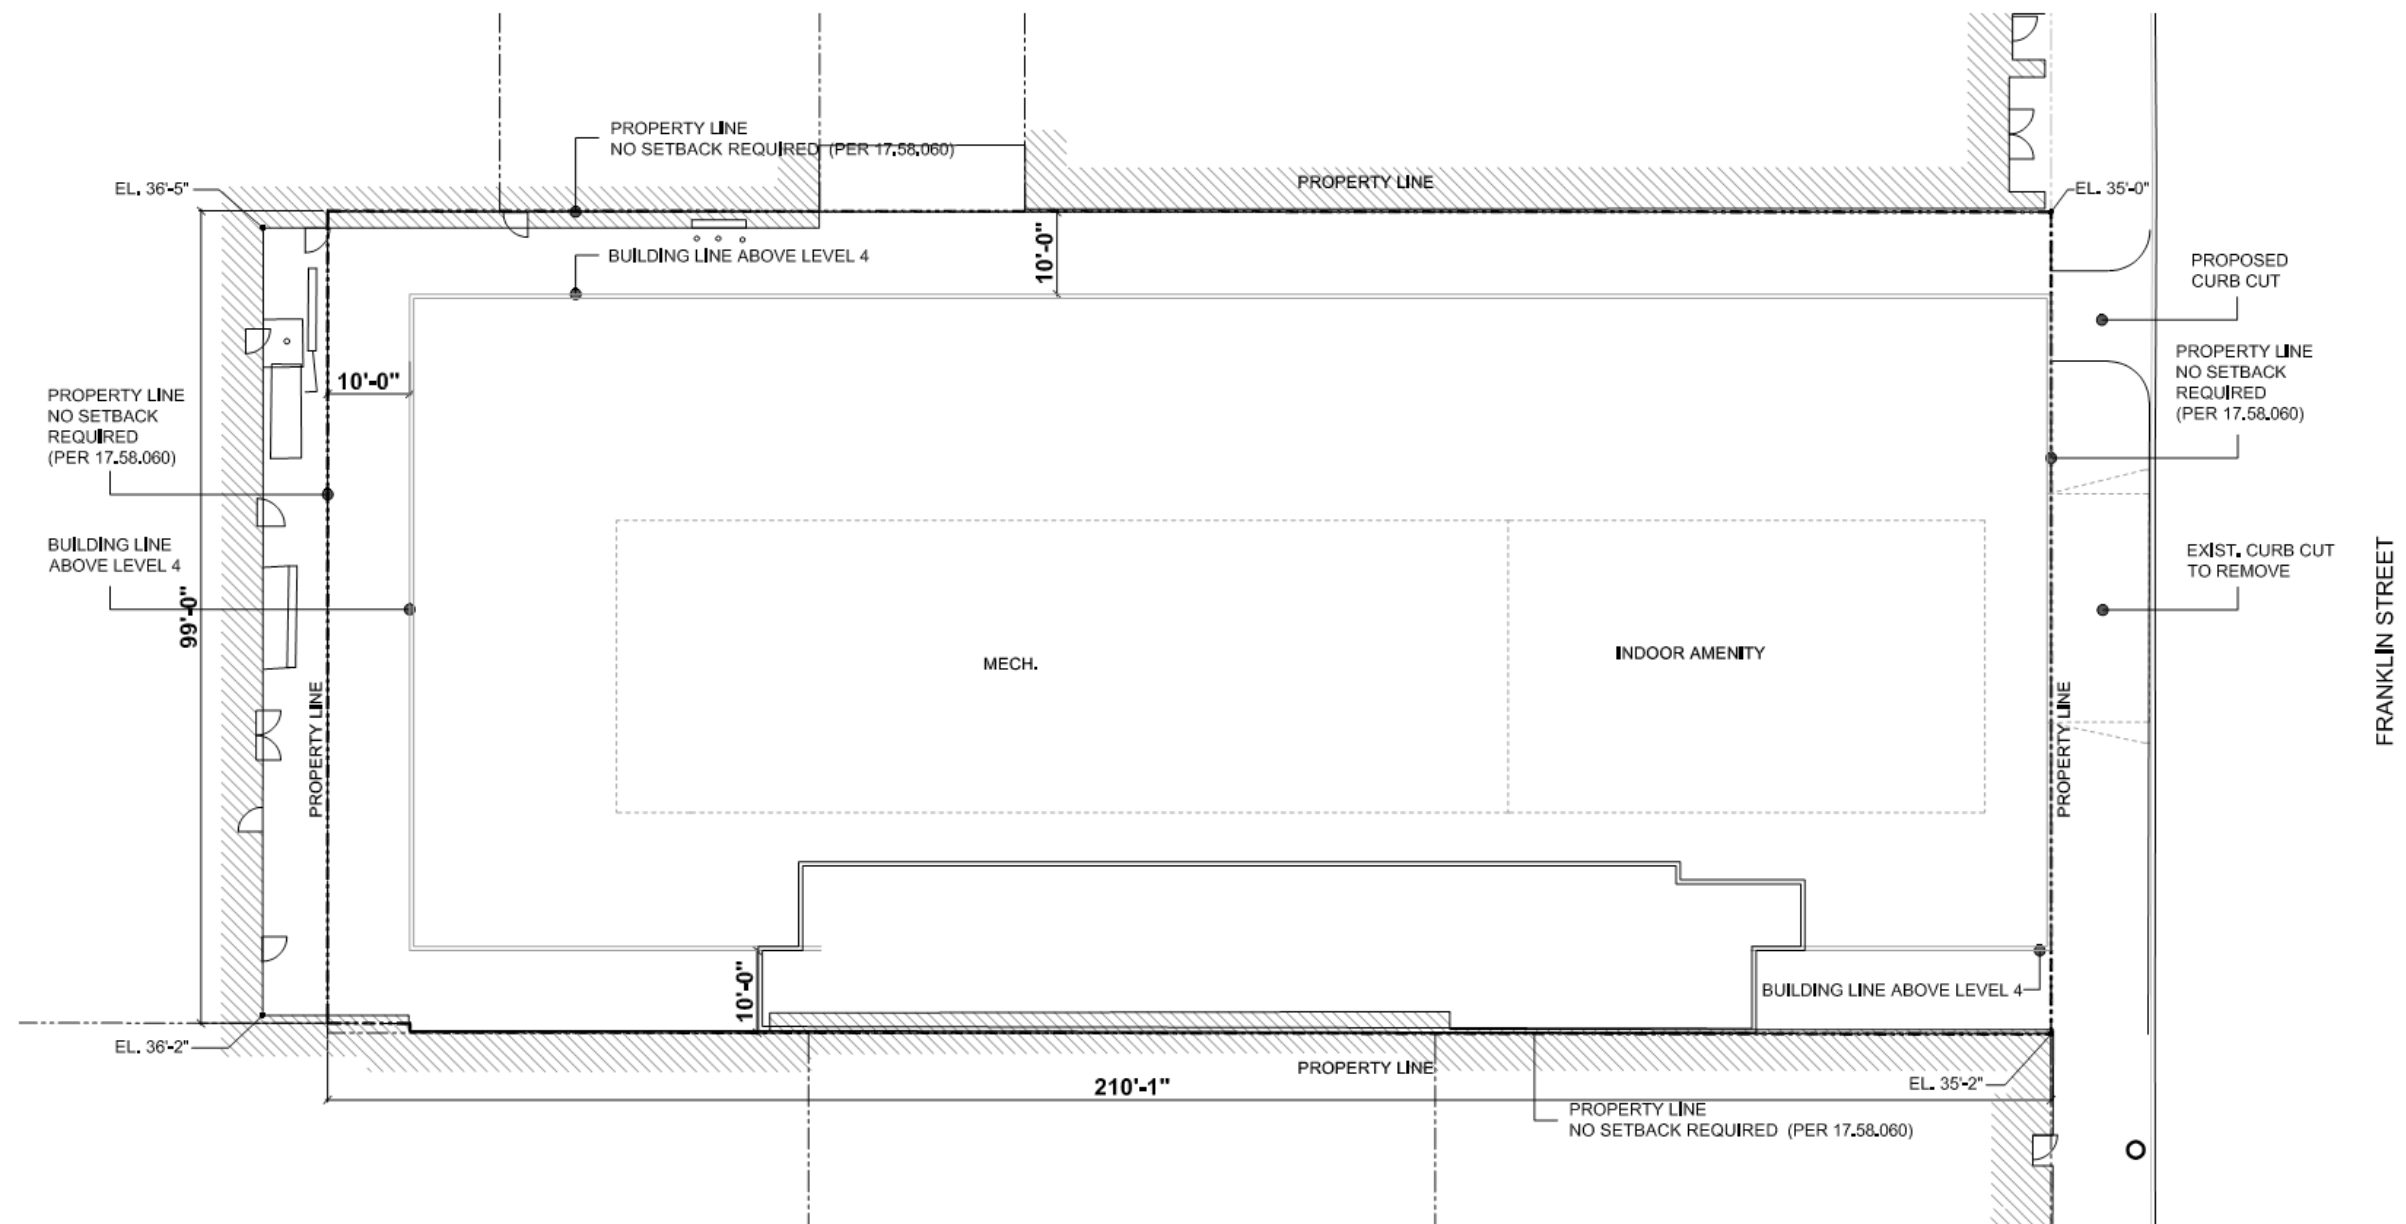 PROPERTY LINE
NO SETBACK REQUIRED (PER 17.58.060)
EL. 36'-5"
PROPERTY LINE
EL. 35'-0"
BUILDING LINE ABOVE LEVEL 4
10'-0"
PROPOSED
CURB CUT
10'-0"
PROPERTY LINE
NO SETBACK
REQUIRED
(PER 17.58.060)
PROPERTY LINE
NO SETBACK
REQUIRED
(PER 17.58.060)
BUILDING LINE
ABOVE LEVEL 4
99'-0"
EXIST. CURB CUT
TO REMOVE
FRANKLIN STREET
MECH.
INDOOR AMENITY
PROPERTY LINE
PROPERTY LINE
10'-0"
BUILDING LINE ABOVE LEVEL 4
EL. 36'-2"
PROPERTY LINE
210'-1"
EL. 35'-2"
PROPERTY LINE
NO SETBACK REQUIRED (PER 17.58.060)